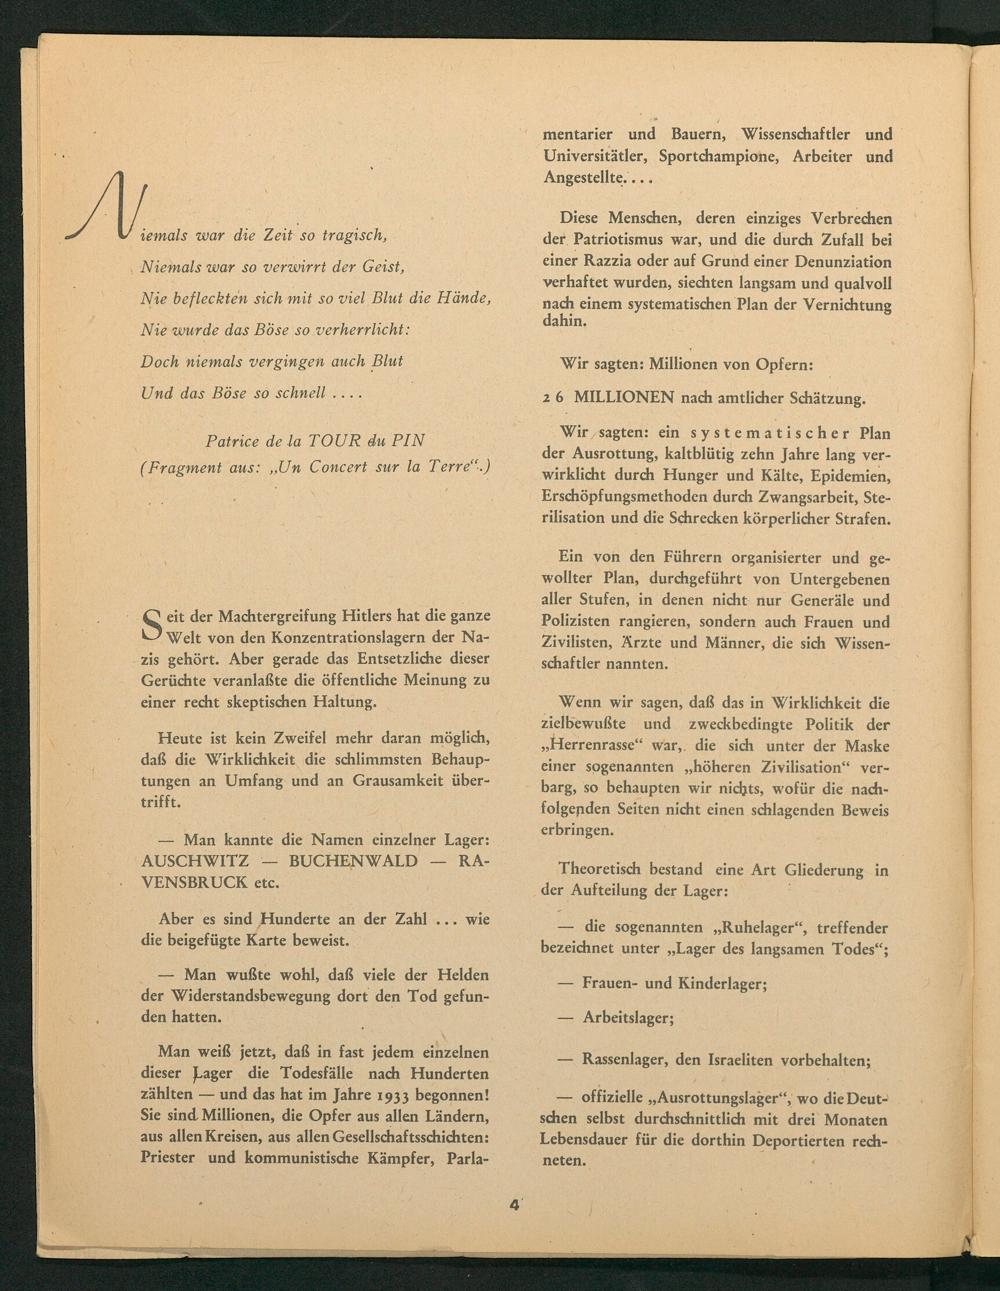 Niemals war die Zeit so tragisch,
Niemals war so verwirrt der Geist,
Nie befleckten sich mit so viel Blut die Hände,
Nie wurde das Böse so verherrlicht:
Doch niemals vergingen auch Blut
Und das Böse so schnell ....
Patrice de la TOUR du PIN
(Fragment aus: „Un Concert sur la Terre“.)
Seit der Machtergreifung Hitlers hat die ganze
Welt von den Konzentrationslagern der Na-
zis gehört. Aber gerade das Entsetzliche dieser
Gerüchte veranlaßte die öffentliche Meinung zu
einer recht skeptischen Haltung.
Heute ist kein Zweifel mehr daran möglich,
daß die Wirklichkeit die schlimmsten Behaup-
tungen an Umfang und an Grausamkeit über-
trifft.
— Man kannte die Namen einzelner Lager:
AUSCHWITZ — BUCHENWALD — RA-
VENSBRUCK etc.
Aber es sind Hunderte an der Zahl ... wie
die beigefügte Karte beweist.
— Man wußte wohl, daß viele der Helden
der Widerstandsbewegung dort den Tod gefun-
den hatten.
Man weiß jetzt, daß in fast jedem einzelnen
dieser Lager die Todesfälle nach Hunderten
zählten — und das hat im Jahre 1933 begonnen!
Sie sind Millionen, die Opfer aus allen Ländern,
aus allen Kreisen, aus allen Gesellschaftsschichten:
Priester und kommunistische Kämpfer, Parla-
mentarier und Bauern, Wissenschaftler und
Universitätler, Sportchampione, Arbeiter und
Angestellte....
Diese Menschen, deren einziges Verbrechen
der Patriotismus war, und die durch Zufall bei
einer Razzia oder auf Grund einer Denunziation
verhaftet wurden, siechten langsam und qualvoll
nach einem systematischen Plan der Vernichtung
dahin.
Wir sagten: Millionen von Opfern:
26 MILLIONEN nach amtlicher Schätzung.
Wir sagten: ein systematischer Plan
der Ausrottung, kaltblütig zehn Jahre lang ver-
wirklicht durch Hunger und Kälte, Epidemien,
Erschöpfungsmethoden durch Zwangsarbeit, Ste-
rilisation und die Schrecken körperlicher Strafen.
Ein von den Führern organisierter und ge-
wollter Plan, durchgeführt von Untergebenen
aller Stufen, in denen nicht nur Generäle und
Polizisten rangieren, sondern auch Frauen und
Zivilisten, Ärzte und Männer, die sich Wissen-
schaftler nannten.
Wenn wir sagen, daß das in Wirklichkeit die
zielbewußte und zweckbedingte Politik der
„Herrenrasse“ war, die sich unter der Maske
einer sogenannten „höheren Zivilisation“ ver-
barg, so behaupten wir nichts, wofür die nach-
folgenden Seiten nicht einen schlagenden Beweis
erbringen.
Theoretisch bestand eine Art Gliederung in
der Aufteilung der Lager:
— die sogenannten „Ruhelager“, treffender
bezeichnet unter „Lager des langsamen Todes“;
— Frauen- und Kinderlager;
— Arbeitslager;
— Rassenlager, den Israeliten vorbehalten;
— offizielle „Ausrottungslager“, wo die Deut-
schen selbst durchschnittlich mit drei Monaten
Lebensdauer für die dorthin Deportierten rech-
neten.
4